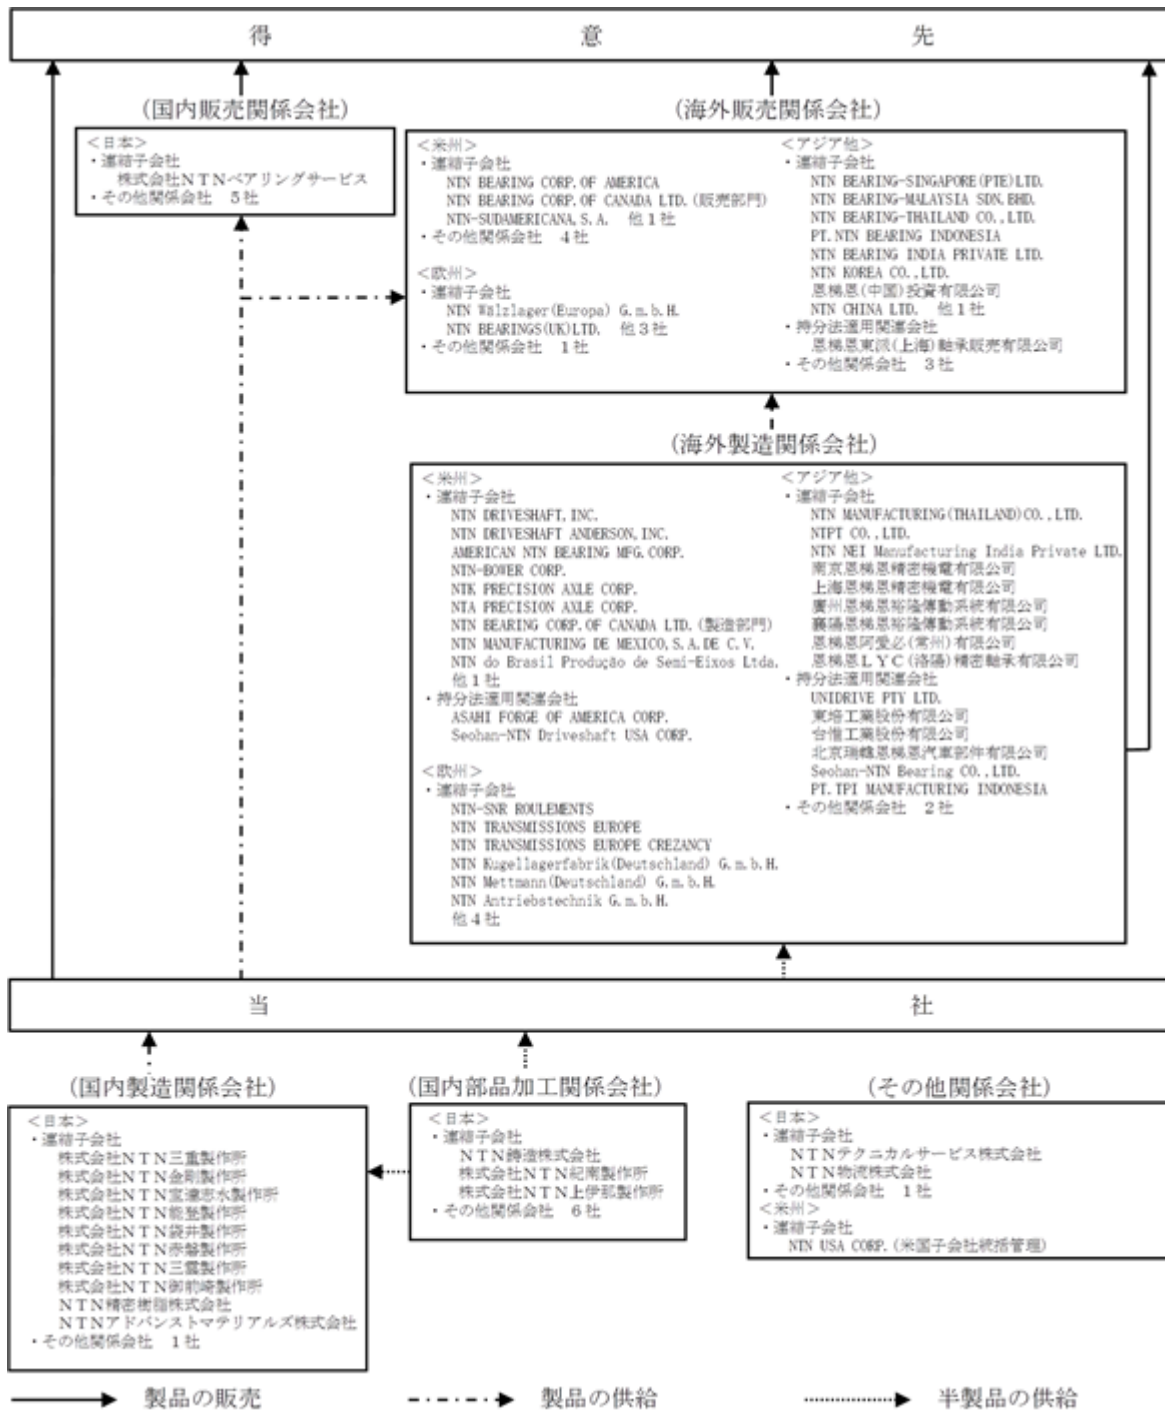 得 意 先
(国内販売関係会社)
<日本>
・連結子会社
株式会社NTNベアリングサービス
・その他関係会社 5社
(海外販売関係会社)
<米州>
・連結子会社
NTN BEARING CORP.OF AMERICA
NTN BEARING CORP.OF CANADA LTD.(販売部門)
NTN-SUDAMERICANA,S.A. 他1社
・その他関係会社 4社
<欧州>
・連結子会社
NTN Wälzlager(Europa) G.m.b.H.
NTN BEARINGS(UK)LTD. 他3社
・その他関係会社 1社
<アジア他>
・連結子会社
NTN BEARING-SINGAPORE(PTE)LTD.
NTN BEARING-MALAYSIA SDN.BHD.
NTN BEARING-THAILAND CO.,LTD.
PT.NTN BEARING INDONESIA
NTN BEARING INDIA PRIVATE LTD.
NTN KOREA CO.,LTD.
恩梯恩(中国)投資有限公司
NTN CHINA LTD. 他1社
・持分法適用関連会社
恩梯恩東派(上海)軸承販売有限公司
・その他関係会社 3社
(海外製造関係会社)
<米州>
・連結子会社
NTN DRIVESHAFT,INC.
NTN DRIVESHAFT ANDERSON,INC.
AMERICAN NTN BEARING MFG.CORP.
NTN-BOWER CORP.
NTK PRECISION AXLE CORP.
NTA PRECISION AXLE CORP.
NTN BEARING CORP.OF CANADA LTD.(製造部門)
NTN MANUFACTURING DE MEXICO,S.A.DE C.V.
NTN do Brasil Produção de Semi-Eixos Ltda.
他1社
・持分法適用関連会社
ASAHI FORGE OF AMERICA CORP.
Seohan-NTN Driveshaft USA CORP.
<欧州>
・連結子会社
NTN-SNR ROULEMENTS
NTN TRANSMISSIONS EUROPE
NTN TRANSMISSIONS EUROPE CREZANCY
NTN Kugellagerfabrik(Deutschland) G.m.b.H.
NTN Mettmann(Deutschland) G.m.b.H.
NTN Antriebstechnik G.m.b.H.
他4社
<アジア他>
・連結子会社
NTN MANUFACTURING(THAILAND)CO.,LTD.
NTPT CO.,LTD.
NTN NEI Manufacturing India Private LTD.
南京恩梯恩精密機電有限公司
上海恩梯恩精密機電有限公司
廣州恩梯恩裕隆傳動系統有限公司
襄陽恩梯恩裕隆傳動系統有限公司
恩梯恩阿愛必(常州)有限公司
恩梯恩LYC(洛陽)精密軸承有限公司
・持分法適用関連会社
UNIDRIVE PTY LTD.
東培工業股份有限公司
台惟工業股份有限公司
北京瑞韓恩梯恩汽車部件有限公司
Seohan-NTN Bearing CO.,LTD.
PT.TPI MANUFACTURING INDONESIA
・その他関係会社 2社
当 社
(国内製造関係会社)
<日本>
・連結子会社
株式会社NTN三重製作所
株式会社NTN金剛製作所
株式会社NTN宝達志水製作所
株式会社NTN能登製作所
株式会社NTN袋井製作所
株式会社NTN赤磐製作所
株式会社NTN三雲製作所
株式会社NTN御前崎製作所
NTN精密樹脂株式会社
NTNアドバンストマテリアルズ株式会社
・その他関係会社 1社
(国内部品加工関係会社)
<日本>
・連結子会社
NTN鋳造株式会社
株式会社NTN紀南製作所
株式会社NTN上伊那製作所
・その他関係会社 6社
(その他関係会社)
<日本>
・連結子会社
NTNテクニカルサービス株式会社
NTN物流株式会社
・その他関係会社 1社
<米州>
・連結子会社
NTN USA CORP.(米国子会社統括管理)
製品の販売
製品の供給
半製品の供給